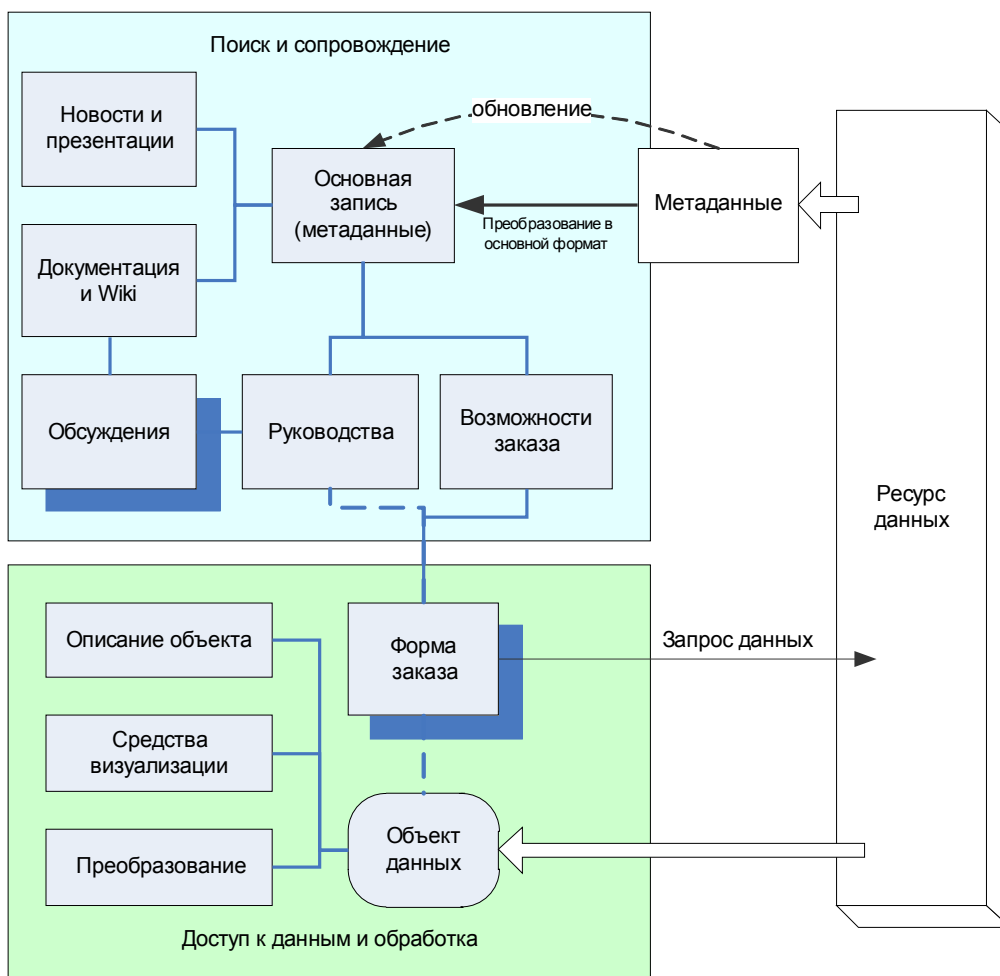 Поиск и сопровождение
Новости и
презентации
обновление
Основная
запись
(метаданные)
Метаданные
Преобразование в
основной формат
Документация
и Wiki
Обсуждения
Руководства
Возможности
заказа
Ресурс
данных
Описание объекта
Форма
заказа
Запрос данных
Средства
визуализации
Преобразование
Объект
данных
Доступ к данным и обработка